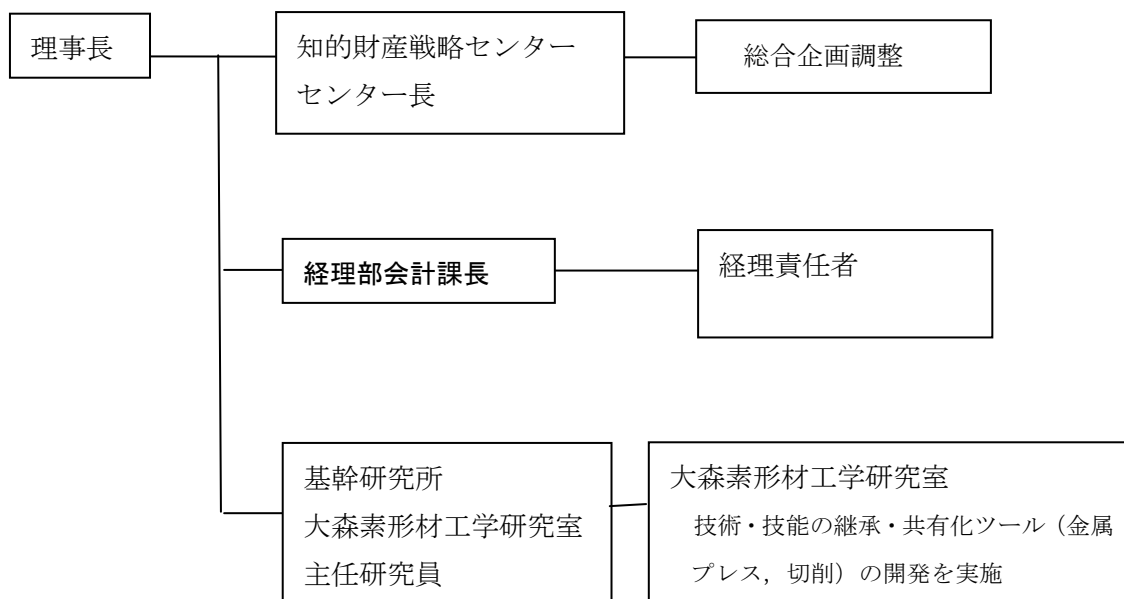 理事長
知的財産戦略センター
センター長
総合企画調整
経理部会計課長
経理責任者
基幹研究所
大森素形材工学研究室
主任研究員
大森素形材工学研究室
技術・技能の継承・共有化ツール（金属
プレス，切削）の開発を実施